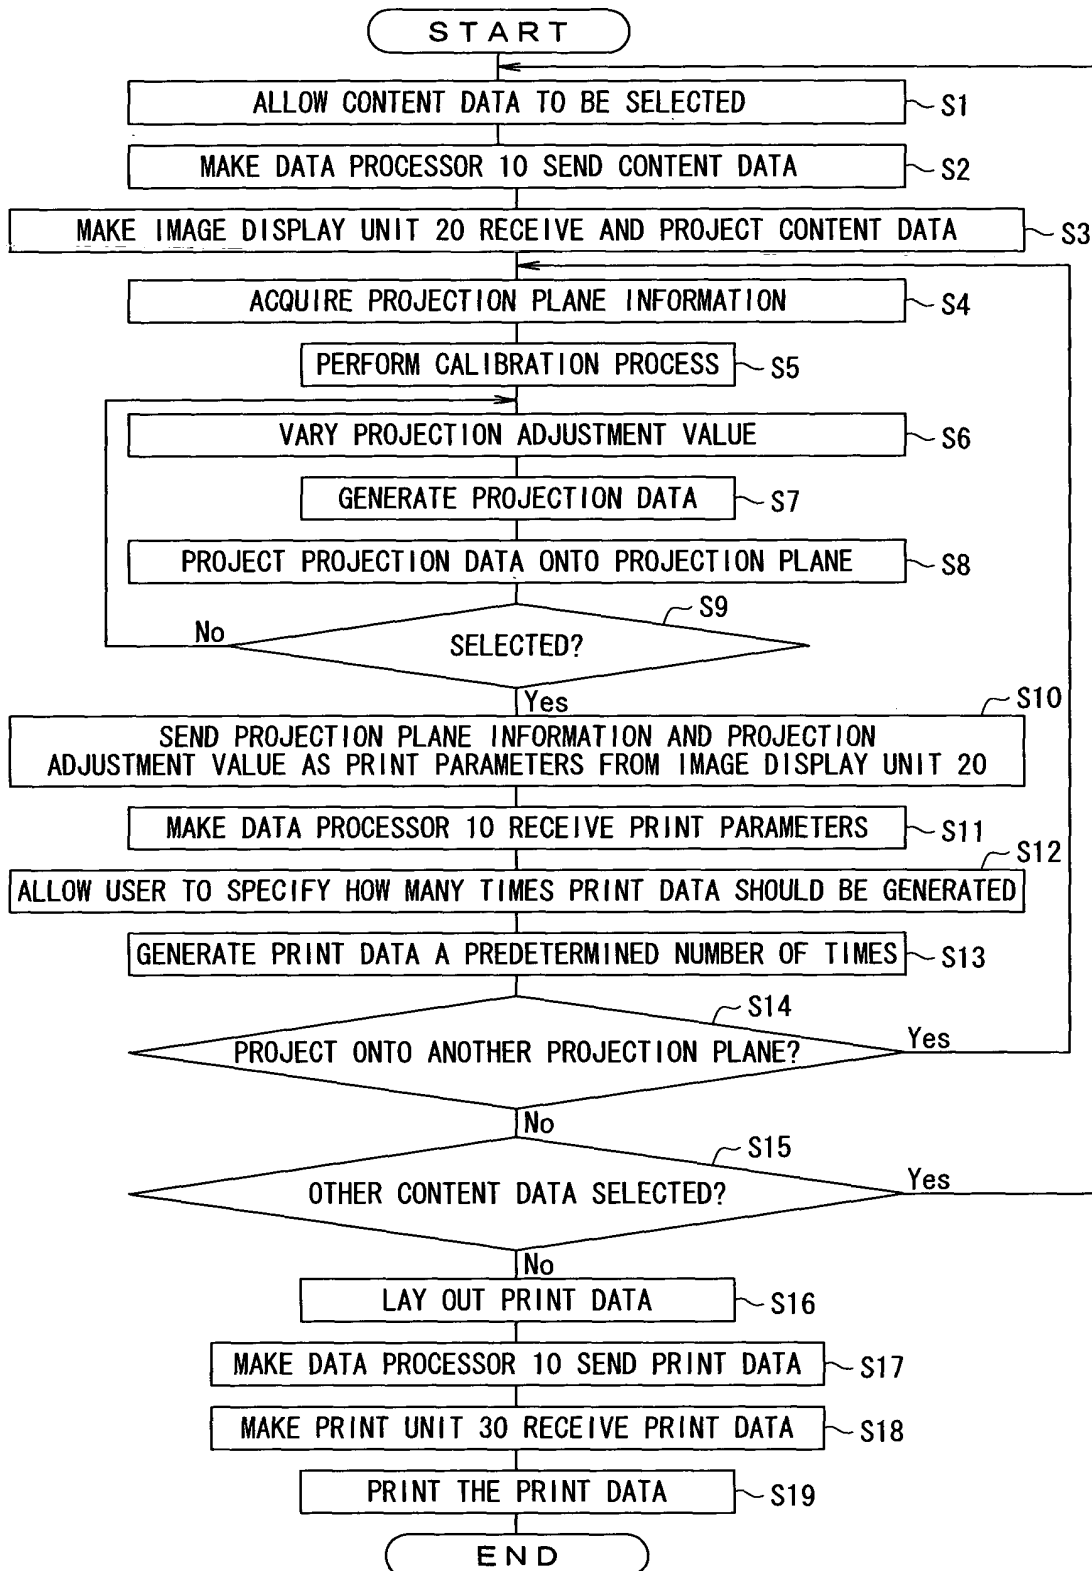 START
ALLOW CONTENT DATA TO BE SELECTED
S1
MAKE DATA PROCESSOR 10 SEND CONTENT DATA
S2
MAKE IMAGE DISPLAY UNIT 20 RECEIVE AND PROJECT CONTENT DATA
S3
ACQUIRE PROJECTION PLANE INFORMATION
S4
PERFORM CALIBRATION PROCESS
S5
VARY PROJECTION ADJUSTMENT VALUE
S6
GENERATE PROJECTION DATA
S7
PROJECT PROJECTION DATA ONTO PROJECTION PLANE
S8
S9
No
SELECTED?
Yes
S10
SEND PROJECTION PLANE INFORMATION AND PROJECTION
ADJUSTMENT VALUE AS PRINT PARAMETERS FROM IMAGE DISPLAY UNIT 20
MAKE DATA PROCESSOR 10 RECEIVE PRINT PARAMETERS
S11
S12
ALLOW USER TO SPECIFY HOW MANY TIMES PRINT DATA SHOULD BE GENERATED
GENERATE PRINT DATA A PREDETERMINED NUMBER OF TIMES
S13
S14
PROJECT ONTO ANOTHER PROJECTION PLANE?
Yes
No
S15
OTHER CONTENT DATA SELECTED?
Yes
No
LAY OUT PRINT DATA
S16
MAKE DATA PROCESSOR 10 SEND PRINT DATA
S17
MAKE PRINT UNIT 30 RECEIVE PRINT DATA
S18
PRINT THE PRINT DATA
S19
END